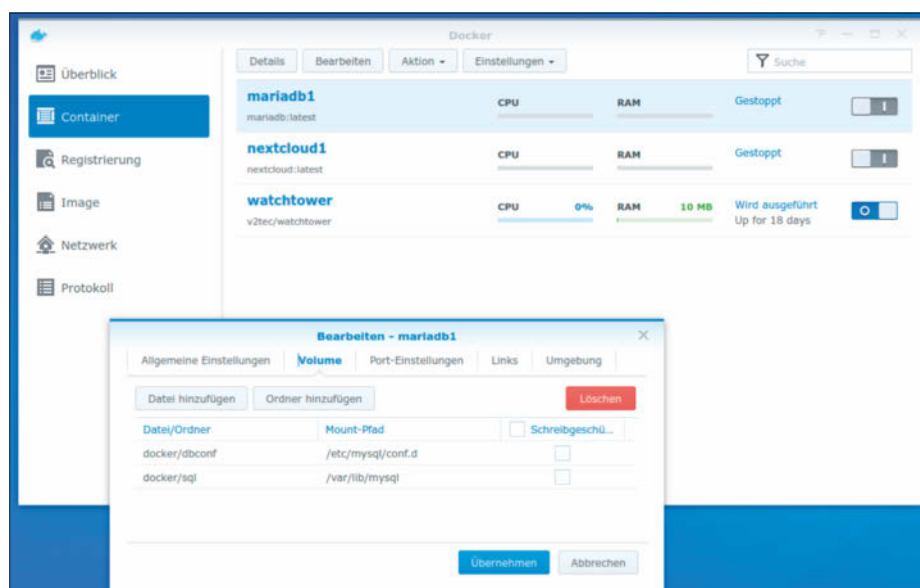 Docker
Überblick
Container
Registrierung
Image
Netzwerk
Protokoll
Details Bearbeiten Aktion Einstellungen Suche
mariadb1 CPU RAM Gestoppt
mariadb:latest
nextcloud1 CPU RAM Gestoppt
nextcloud:latest
watchtower CPU 0% RAM 10 MB Wird ausgeführt
v2tec/watchtower Up for 18 days
Bearbeiten - mariadb1
Allgemeine Einstellungen Volume Port-Einstellungen Links Umgebung
Datei hinzufügen Ordner hinzufügen Löschen
Datei/Ordner Mount-Pfad Schreibgeschü...
docker/dbconf /etc/mysql/conf.d
docker/sql /var/lib/mysql
Übernehmen Abbrechen